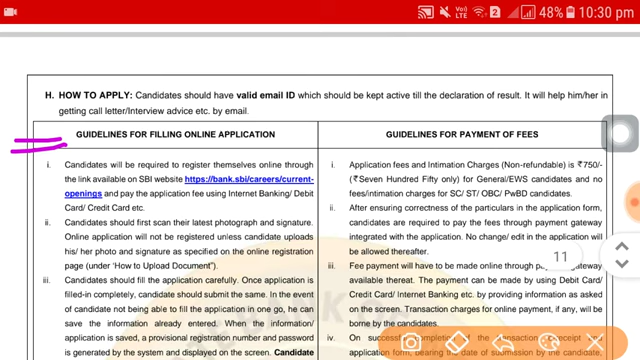 Vo)) LTE 2 48% 10:30 pm
H. HOW TO APPLY: Candidates should have valid email ID which should be kept active till the declaration of result. It will help him/her in
getting call letter/Interview advice etc. by email.
GUIDELINES FOR FILLING ONLINE APPLICATION
i. Candidates will be required to register themselves online through
the link available on SBI website https://bank.sbi/careers/current-
openings and pay the application fee using Internet Banking/ Debit
Card/ Credit Card etc.
ii. Candidates should first scan their latest photograph and signature.
Online application will not be registered unless candidate uploads
his/ her photo and signature as specified on the online registration
page (under 'How to Upload Document').
iii. Candidates should fill the application carefully. Once application is
filled-in completely, candidate should submit the same. In the event
of candidate not being able to fill the application in one go, he can
save the information already entered. When the information/
application is saved, a provisional registration number and password
is generated by the system and displayed on the screen. Candidate
GUIDELINES FOR PAYMENT OF FEES
i. Application fees and Intimation Charges (Non-refundable) is ₹750/-
(₹Seven Hundred Fifty only) for General/EWS candidates and no
fees/intimation charges for SC/ ST/ OBC/ PwBD candidates.
ii. After ensuring correctness of the particulars in the application form,
candidates are required to pay the fees through payment gateway
integrated with the application. No change/ edit in the application will
be allowed thereafter.
iii. Fee payment will have to be made online through gateway
available thereat. The payment can be made by using Debit Card/
Credit Card/ Internet Banking etc. by providing information as asked
on the screen. Transaction charges for online payment, if any, will be
borne by the candidates.
iv. On successful completion the transaction
application form, bearing the date of submission by the candidate,
11
BANK OF